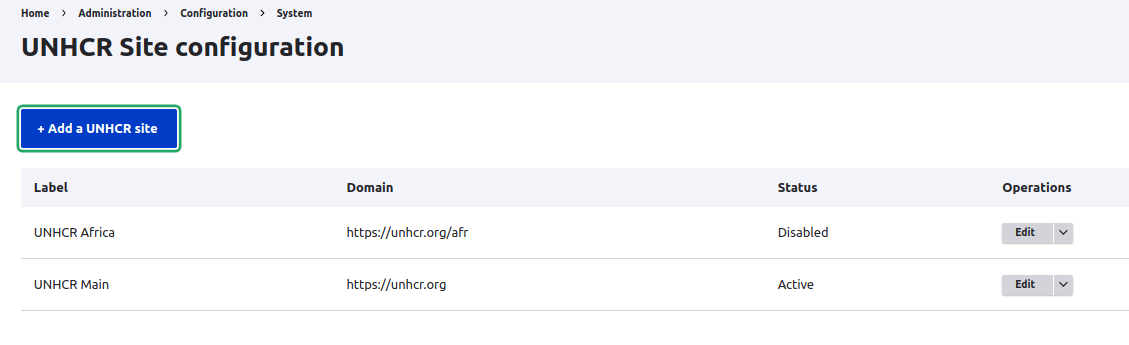 Home > Administration > Configuration > System
UNHCR Site configuration
+ Add a UNHCR site
Label Domain Status Operations
UNHCR Africa https://unhcr.org/afr Disabled Edit
UNHCR Main https://unhcr.org Active Edit